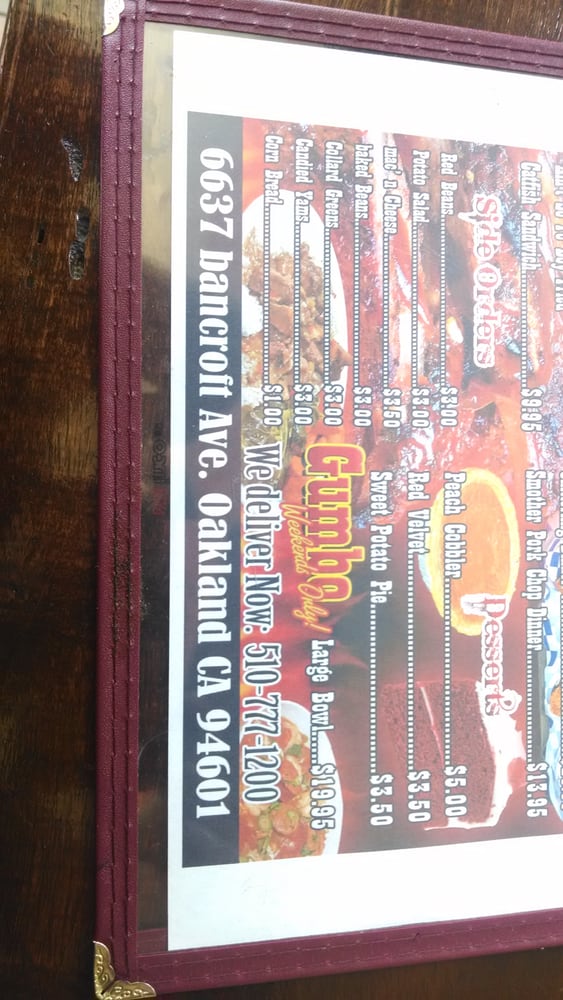 Catfish Sandwich $8.95
Smother Pork Chop Dinner $13.95
Side Orders
Red Bean $3.00
Potato Salad $3.00
mac' n Cheese $3.50
baked Beans $3.00
Colard Greens $3.00
Candied Yams $3.00
Corn Bread $1.00
Desserts
Peach Cobbler $5.00
Red Velvet $3.50
Sweet Potato Pie $3.50
Gumbo
Weekends Only!
Large Bowl $19.95
We deliver Now: 510-777-1200
6637 bancroft Ave. Oakland CA 94601